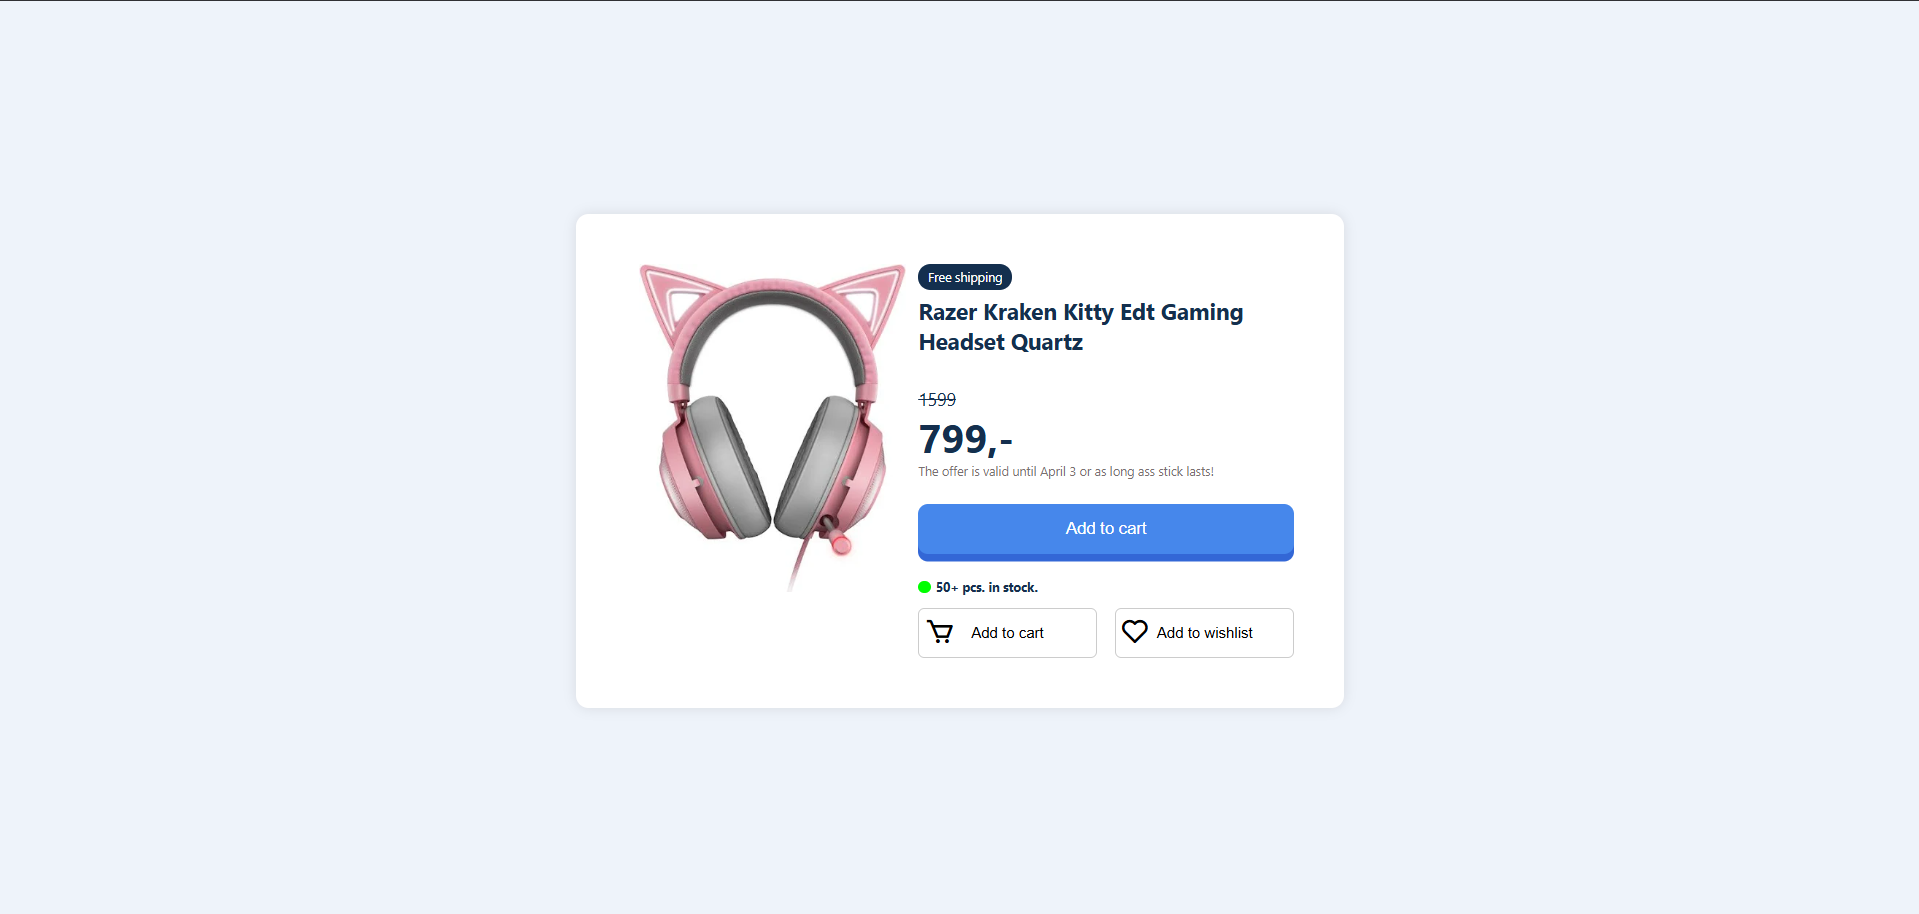 Free shipping
Razer Kraken Kitty Edt Gaming
Headset Quartz
1599
799,-
The offer is valid until April 3 or as long ass stick lasts!
Add to cart
50+ pcs. in stock.
Add to cart
Add to wishlist